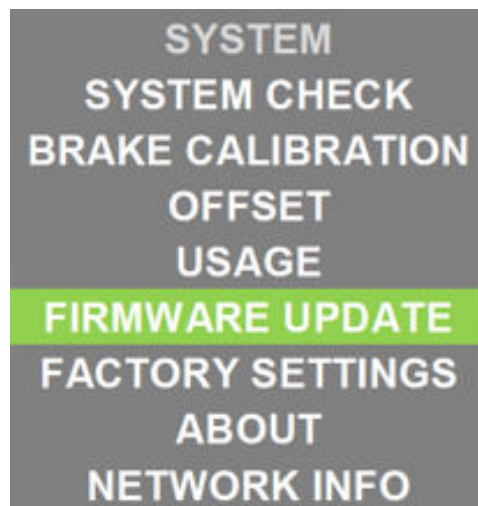 SYSTEM
SYSTEM CHECK
BRAKE CALIBRATION
OFFSET
USAGE
FIRMWARE UPDATE
FACTORY SETTINGS
ABOUT
NETWORK INFO